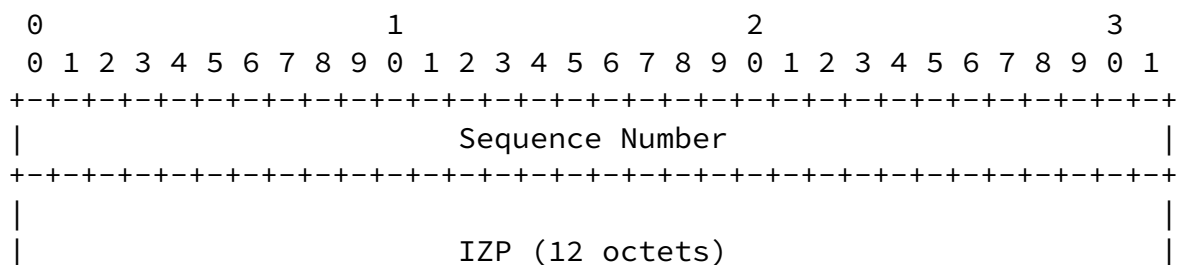 0                   1                   2                   3
 0 1 2 3 4 5 6 7 8 9 0 1 2 3 4 5 6 7 8 9 0 1 2 3 4 5 6 7 8 9 0 1
+-+-+-+-+-+-+-+-+-+-+-+-+-+-+-+-+-+-+-+-+-+-+-+-+-+-+-+-+-+-+-+-+
|                        Sequence Number                        |
+-+-+-+-+-+-+-+-+-+-+-+-+-+-+-+-+-+-+-+-+-+-+-+-+-+-+-+-+-+-+-+-+
|                                                               |
|                        IZP (12 octets)                        |